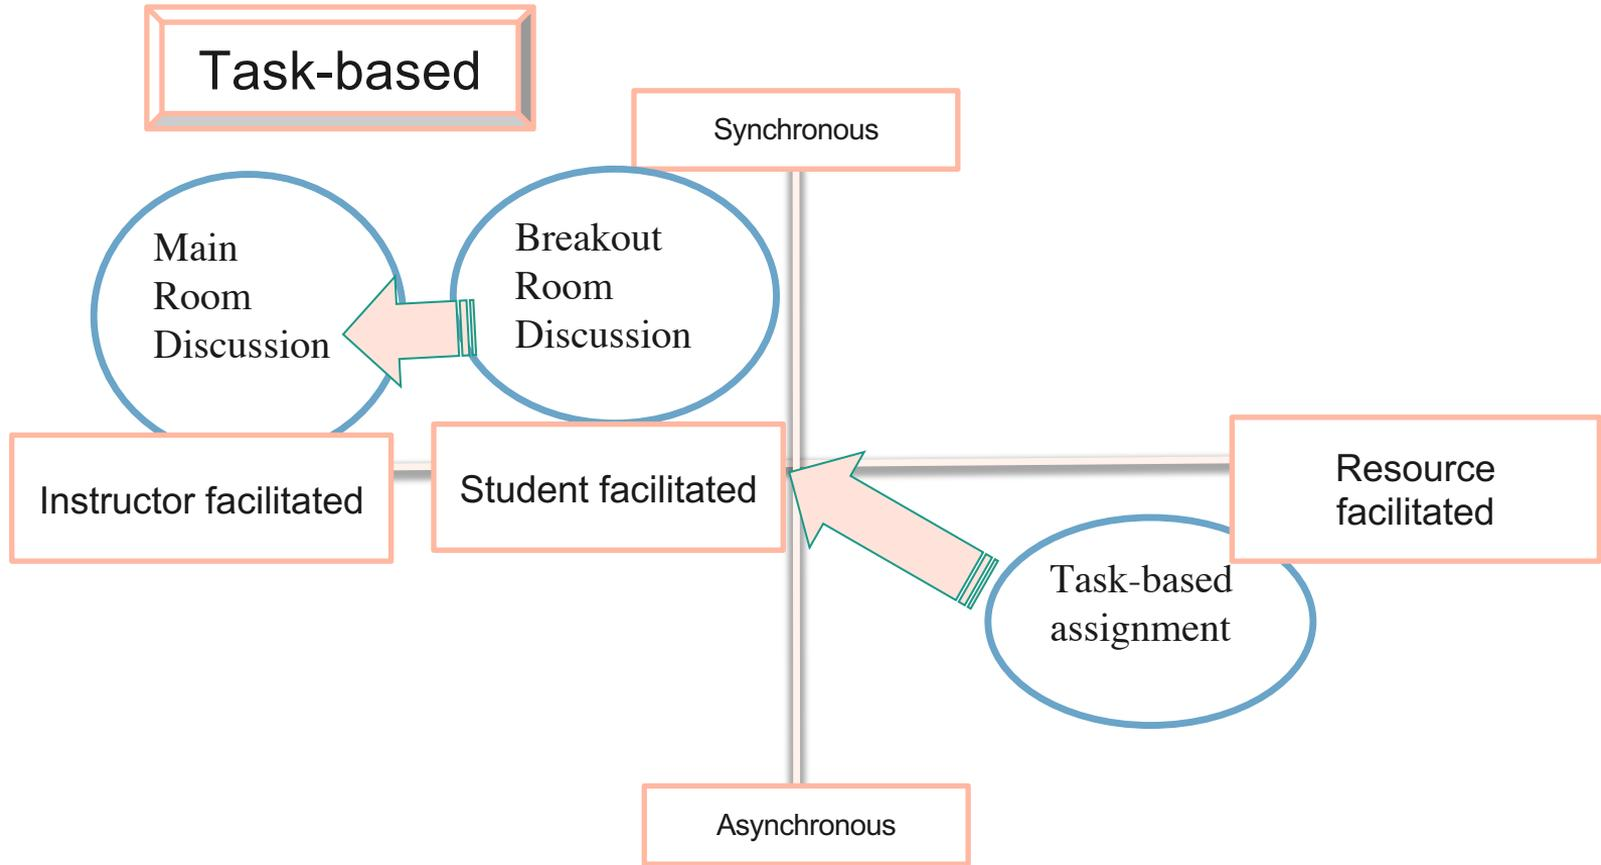 Task-based
Synchronous
Main
Room
Discussion
Breakout
Room
Discussion
Instructor facilitated
Student facilitated
Resource
facilitated
Task-based
assignment
Asynchronous